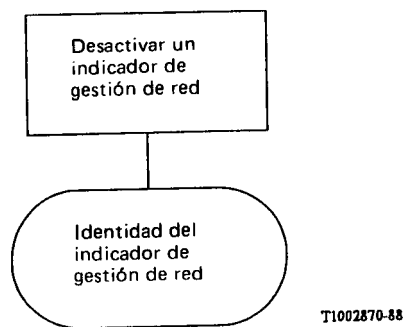 Desactivar un
indicador de
gestión de red
Identidad del
indicador de
gestión de red
T1002870-88